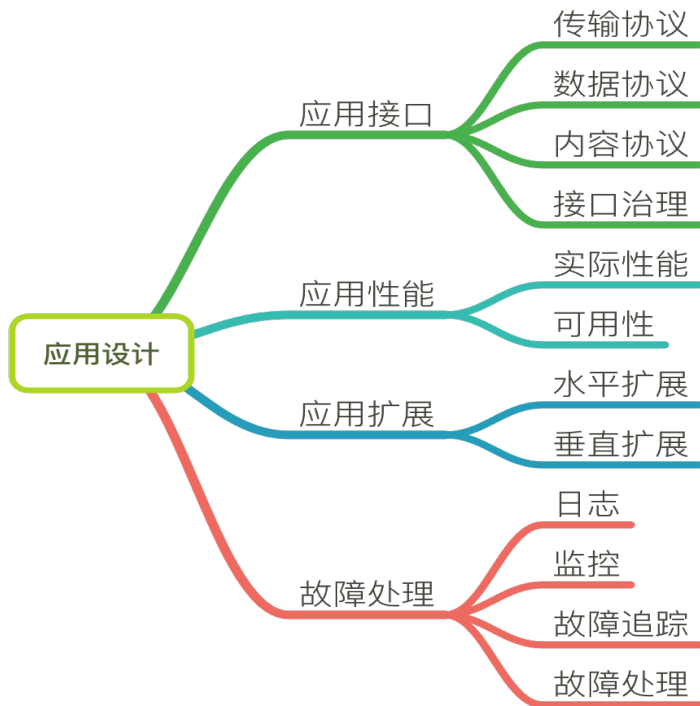 应用设计
应用接口
传输协议
数据协议
内容协议
接口治理
应用性能
实际性能
可用性
应用扩展
水平扩展
垂直扩展
故障处理
日志
监控
故障追踪
故障处理